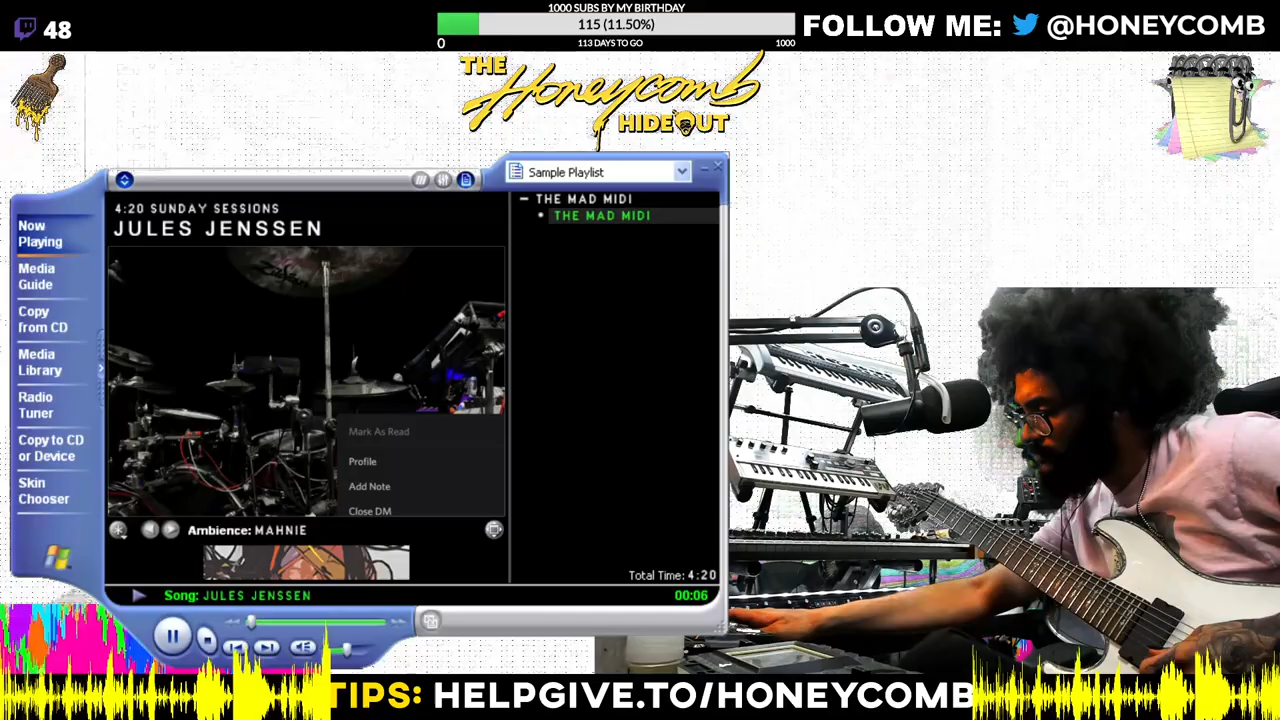 48
1000 SUBS BY MY BIRTHDAY
115 (11.50%)
0
113 DAYS TO GO
1000
FOLLOW ME: @HONEYCOMB
THE
Honeycomb
HIDEOUT
Sample Playlist
THE MAD MIDI
THE MAD MIDI
4:20 SUNDAY SESSIONS
JULES JENSSEN
Now
Playing
Media
Guide
Copy
from CD
Media
Library
Radio
Tuner
Copy to CD
or Device
Skin
Chooser
Zildjian
Mark As Read
Profile
Add Note
Close DM
Ambience: MAHNIE
Total Time: 4:20
Song: JULES JENSSEN
00:06
TIPS: HELPGIVE.TO/HONEYCOMB